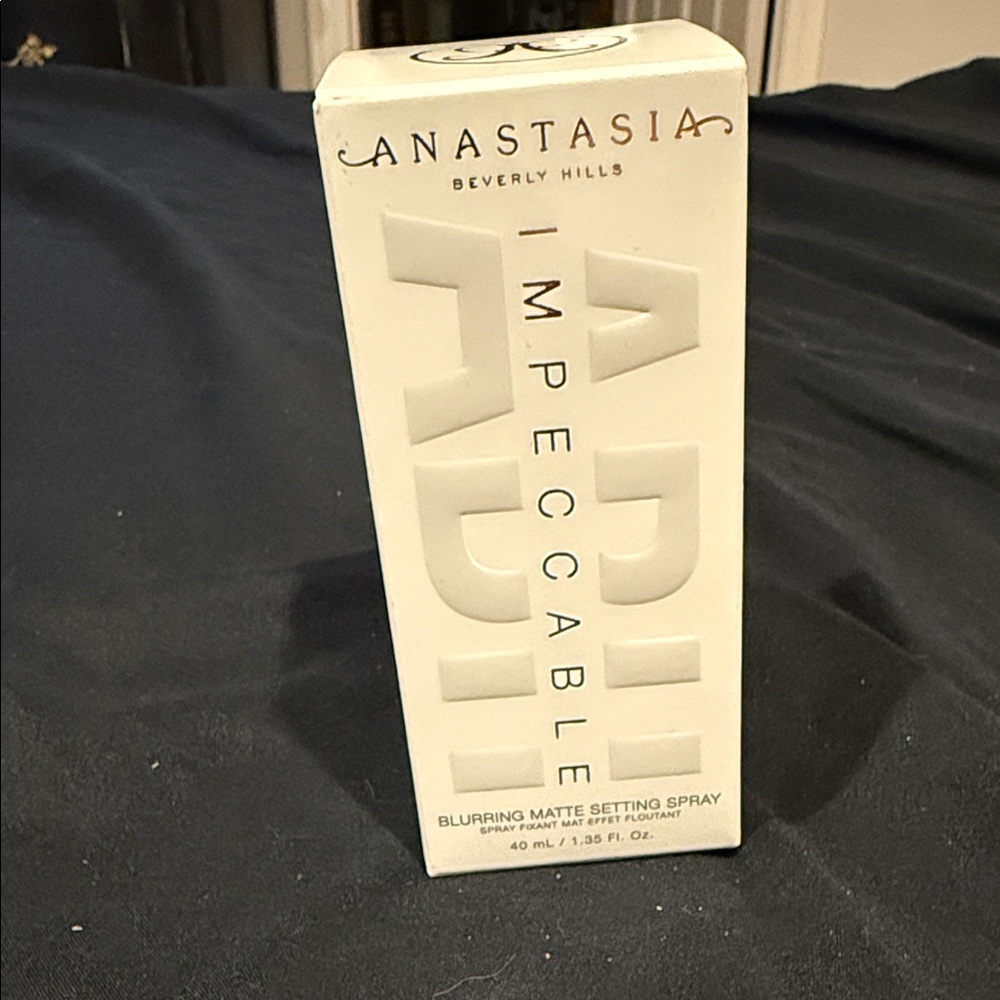 ANASTASIA
BEVERLY HILLS
IMPECCABLE
BLURRING MATTE SETTING SPRAY
SPRAY FIXANT MAT EFFET FLOUTANT
40 mL / 1.35 Fl. Oz.